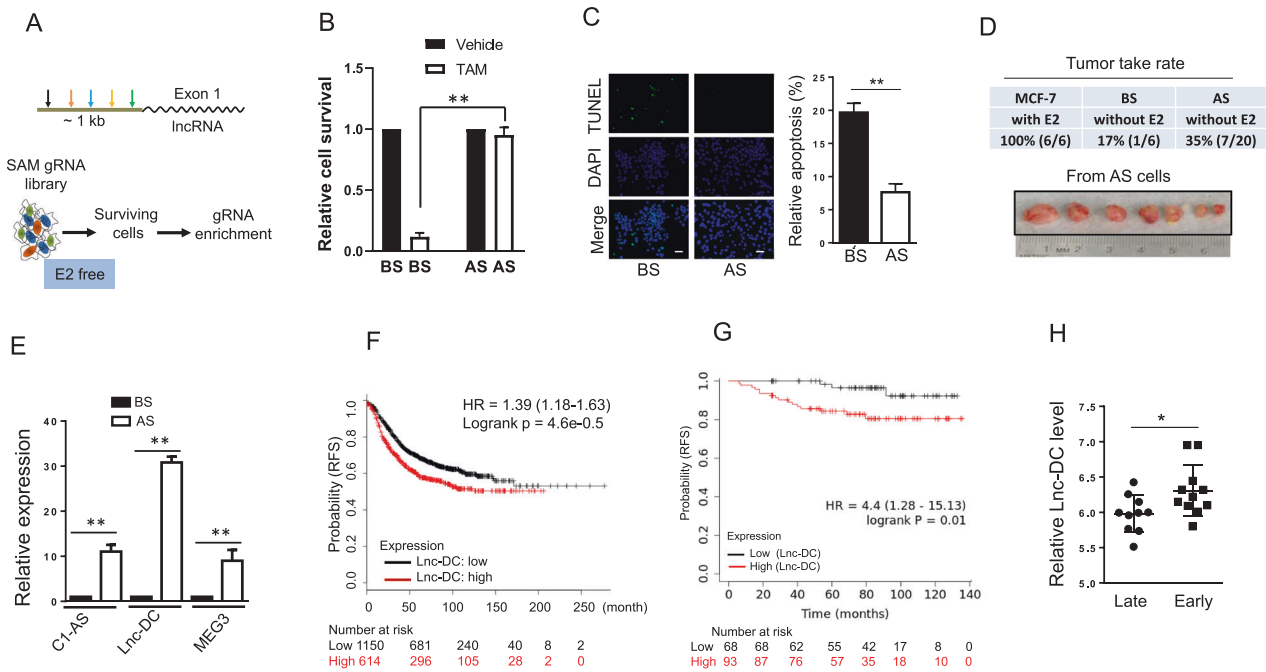 A
Exon 1
~ 1 kb
lncRNA
SAM gRNA
library
Surviving
cells
gRNA
enrichment
E2 free
B
Vehicle
TAM
Relative cell survival
1.5
1.0
0.5
0.0
**
BS BS AS AS
C
TUNEL
DAPI
Merge
BS
AS
Relative apoptosis (%)
25
20
15
10
5
0
**
BS AS
D
Tumor take rate
MCF-7 BS AS
with E2 without E2 without E2
100% (6/6) 17% (1/6) 35% (7/20)
From AS cells
1 MM 2 3 4 5 6
E
BS
AS
Relative expression
40
30
20
10
0
**
**
**
C1-AS
Lnc-DC
MEG3
F
Probability (RFS)
1.0
0.8
0.6
0.4
0.2
0.0
HR = 1.39 (1.18-1.63)
Logrank p = 4.6e-0.5
Expression
Lnc-DC: low
Lnc-DC: high
0 50 100 150 200 250 (month)
Number at risk
Low 1150 681 240 40 8 2
High 614 296 105 28 2 0
G
Probability (RFS)
1.0
0.8
0.6
0.4
0.2
0.0
HR = 4.4 (1.28 - 15.13)
logrank P = 0.01
Expression
Low (Lnc-DC)
High (Lnc-DC)
0 20 40 60 80 100 120 140
Time (months)
Number at risk
Low 68 68 62 55 42 17 8 0
High 93 87 76 57 35 18 10 0
H
Relative Lnc-DC level
7.5
7.0
6.5
6.0
5.5
5.0
*
Late Early